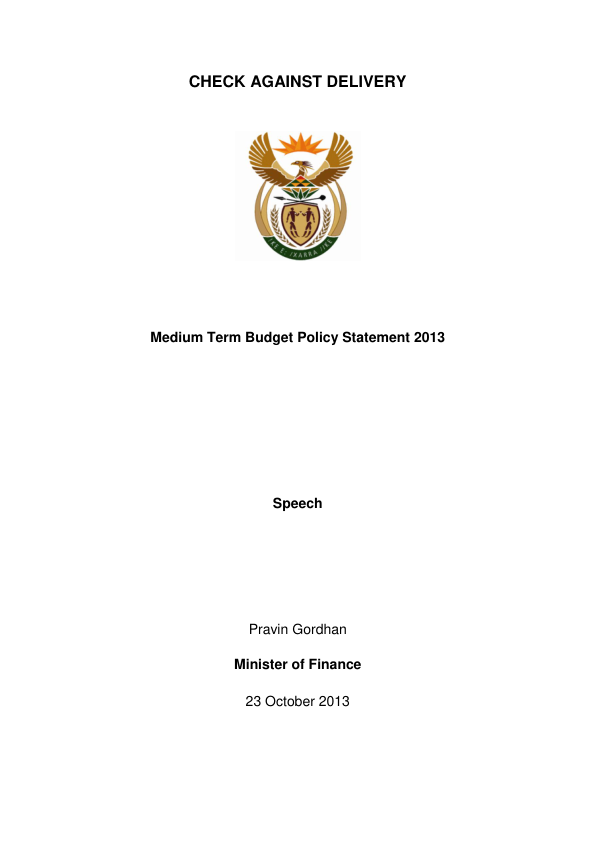 CHECK AGAINST DELIVERY
!KE E: /XARRA //KE
Medium Term Budget Policy Statement 2013
Speech
Pravin Gordhan
Minister of Finance
23 October 2013